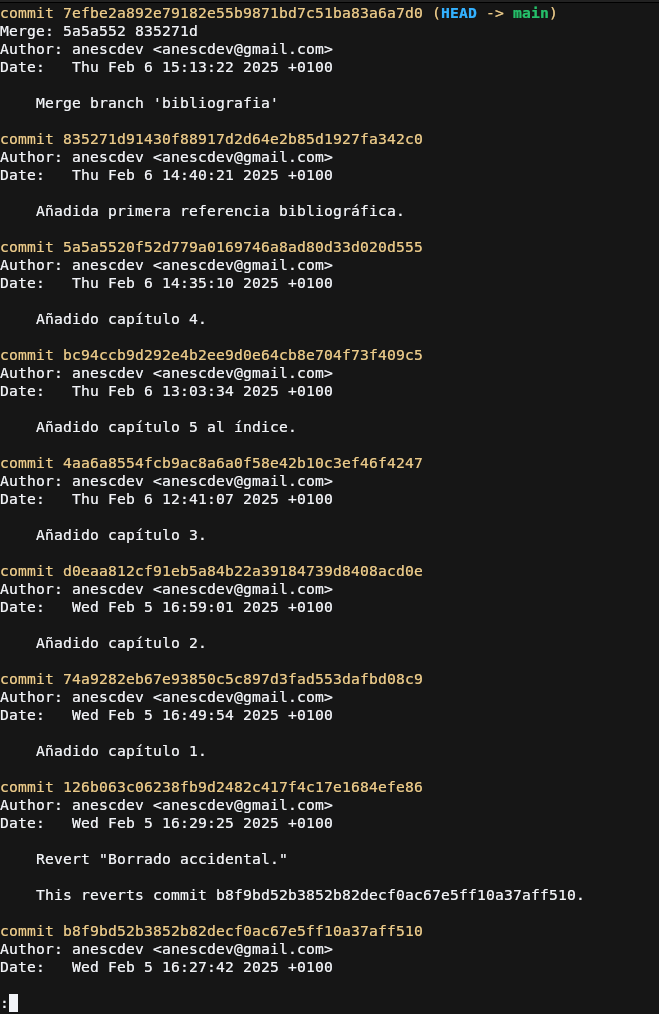 commit 7efbe2a892e79182e55b9871bd7c51ba83a6a7d0 (HEAD -> main)
Merge: 5a5a552 835271d
Author: anescdev <anescdev@gmail.com>
Date:   Thu Feb 6 15:13:22 2025 +0100

    Merge branch 'bibliografia'

commit 835271d91430f88917d2d64e2b85d1927fa342c0
Author: anescdev <anescdev@gmail.com>
Date:   Thu Feb 6 14:40:21 2025 +0100

    Añadida primera referencia bibliográfica.

commit 5a5a5520f52d779a0169746a8ad80d33d020d555
Author: anescdev <anescdev@gmail.com>
Date:   Thu Feb 6 14:35:10 2025 +0100

    Añadido capítulo 4.

commit bc94ccb9d292e4b2ee9d0e64cb8e704f73f409c5
Author: anescdev <anescdev@gmail.com>
Date:   Thu Feb 6 13:03:34 2025 +0100

    Añadido capítulo 5 al índice.

commit 4aa6a8554fcb9ac8a6a0f58e42b10c3ef46f4247
Author: anescdev <anescdev@gmail.com>
Date:   Thu Feb 6 12:41:07 2025 +0100

    Añadido capítulo 3.

commit d0eaa812cf91eb5a84b22a39184739d8408acd0e
Author: anescdev <anescdev@gmail.com>
Date:   Wed Feb 5 16:59:01 2025 +0100

    Añadido capítulo 2.

commit 74a9282eb67e93850c5c897d3fad553dafbd08c9
Author: anescdev <anescdev@gmail.com>
Date:   Wed Feb 5 16:49:54 2025 +0100

    Añadido capítulo 1.

commit 126b063c06238fb9d2482c417f4c17e1684efe86
Author: anescdev <anescdev@gmail.com>
Date:   Wed Feb 5 16:29:25 2025 +0100

    Revert "Borrado accidental."

    This reverts commit b8f9bd52b3852b82decf0ac67e5ff10a37aff510.

commit b8f9bd52b3852b82decf0ac67e5ff10a37aff510
Author: anescdev <anescdev@gmail.com>
Date:   Wed Feb 5 16:27:42 2025 +0100

: